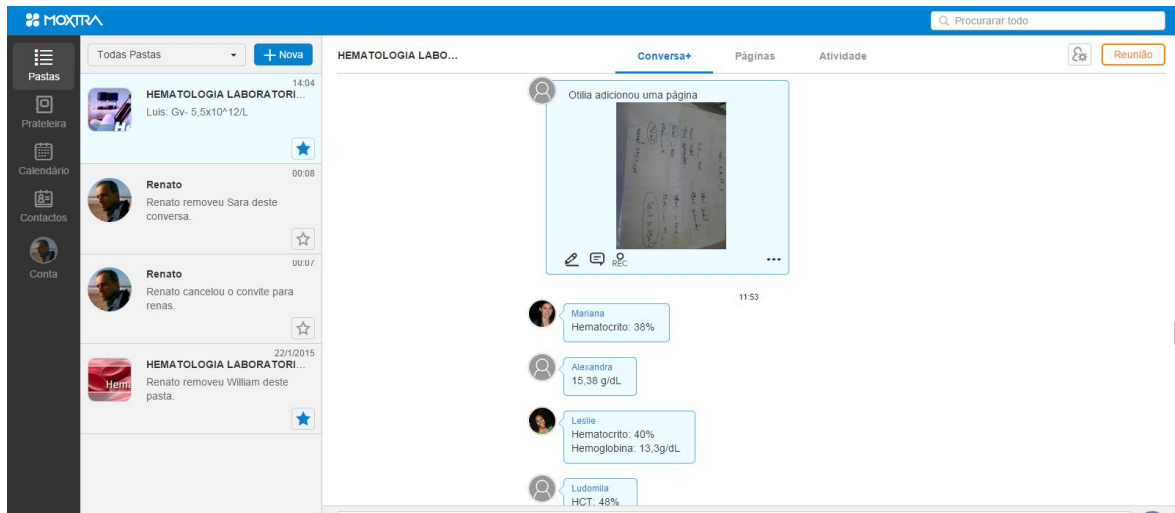 MOXTRA
Procurarar todo
Pastas
Prateleira
Calendário
Contactos
Conta
Todas Pastas
+ Nova
14:04
HEMATOLOGIA LABORATORI...
Luis: Gv- 5,5x10^12/L
00:08
Renato
Renato removeu Sara deste
conversa.
00:07
Renato
Renato cancelou o convite para
renas.
22/1/2015
HEMATOLOGIA LABORATORI...
Renato removeu William deste
pasta.
Hema
HEMATOLOGIA LABO...
Conversa+
Páginas
Atividade
Reunião
Otilia adicionou uma página
REC
11:53
Mariana
Hematocrito: 38%
Alexandra
15,38 g/dL
Leslie
Hematocrito: 40%
Hemoglobina: 13,3g/dL
Ludomila
HCT: 48%